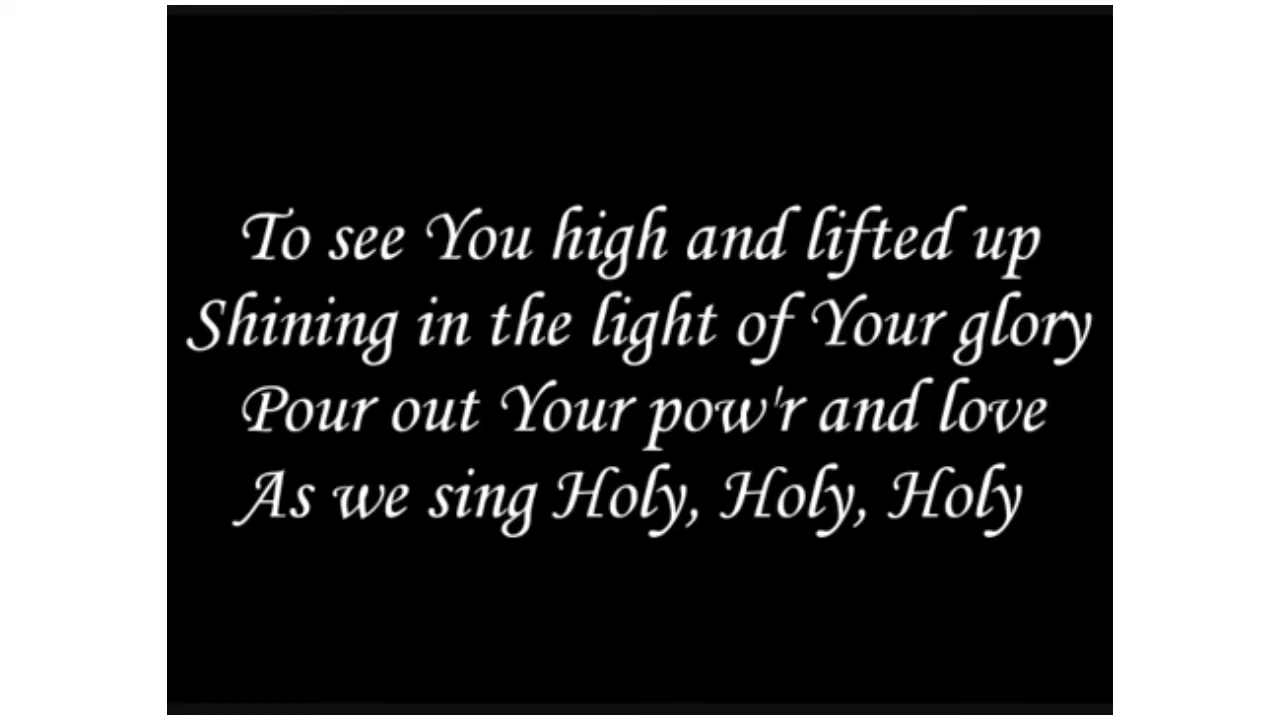 To see You high and lifted up
Shining in the light of Your glory
Pour out Your pow'r and love
As we sing Holy, Holy, Holy